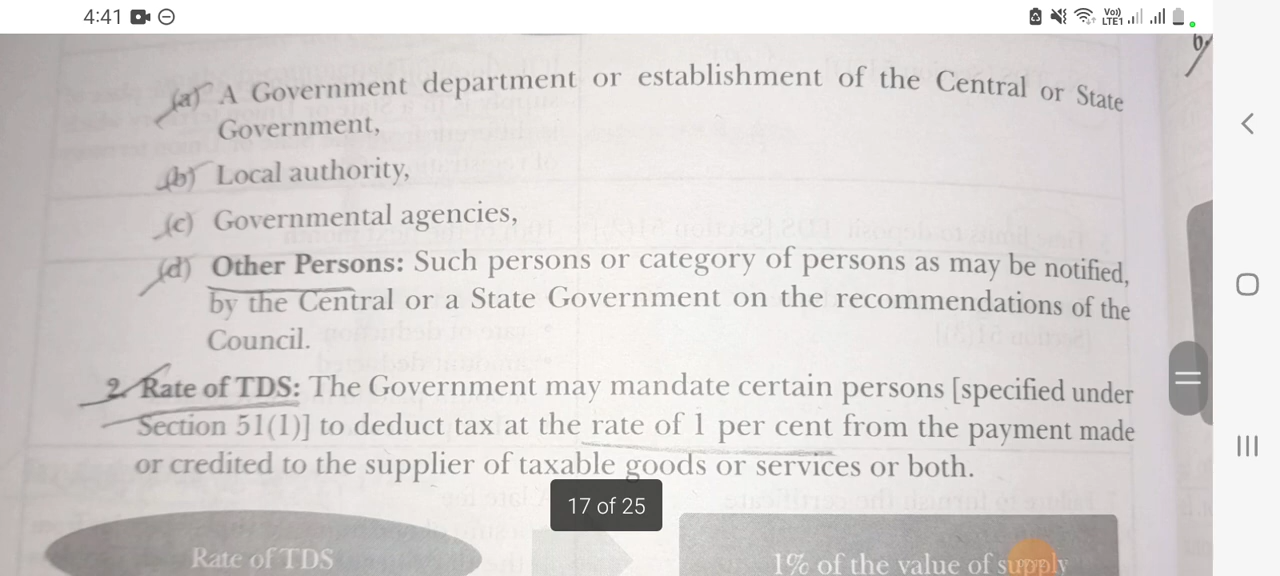 4:41
Vo))
LTE1
(a) A Government department or establishment of the Central or State
Government,
(b) Local authority,
(c) Governmental agencies,
(d) Other Persons: Such persons or category of persons as may be notified,
by the Central or a State Government on the recommendations of the
Council.
2. Rate of TDS: The Government may mandate certain persons [specified under
Section 51(1)] to deduct tax at the rate of 1 per cent from the payment made
or credited to the supplier of taxable goods or services or both.
17 of 25
Rate of TDS
1% of the value of supply